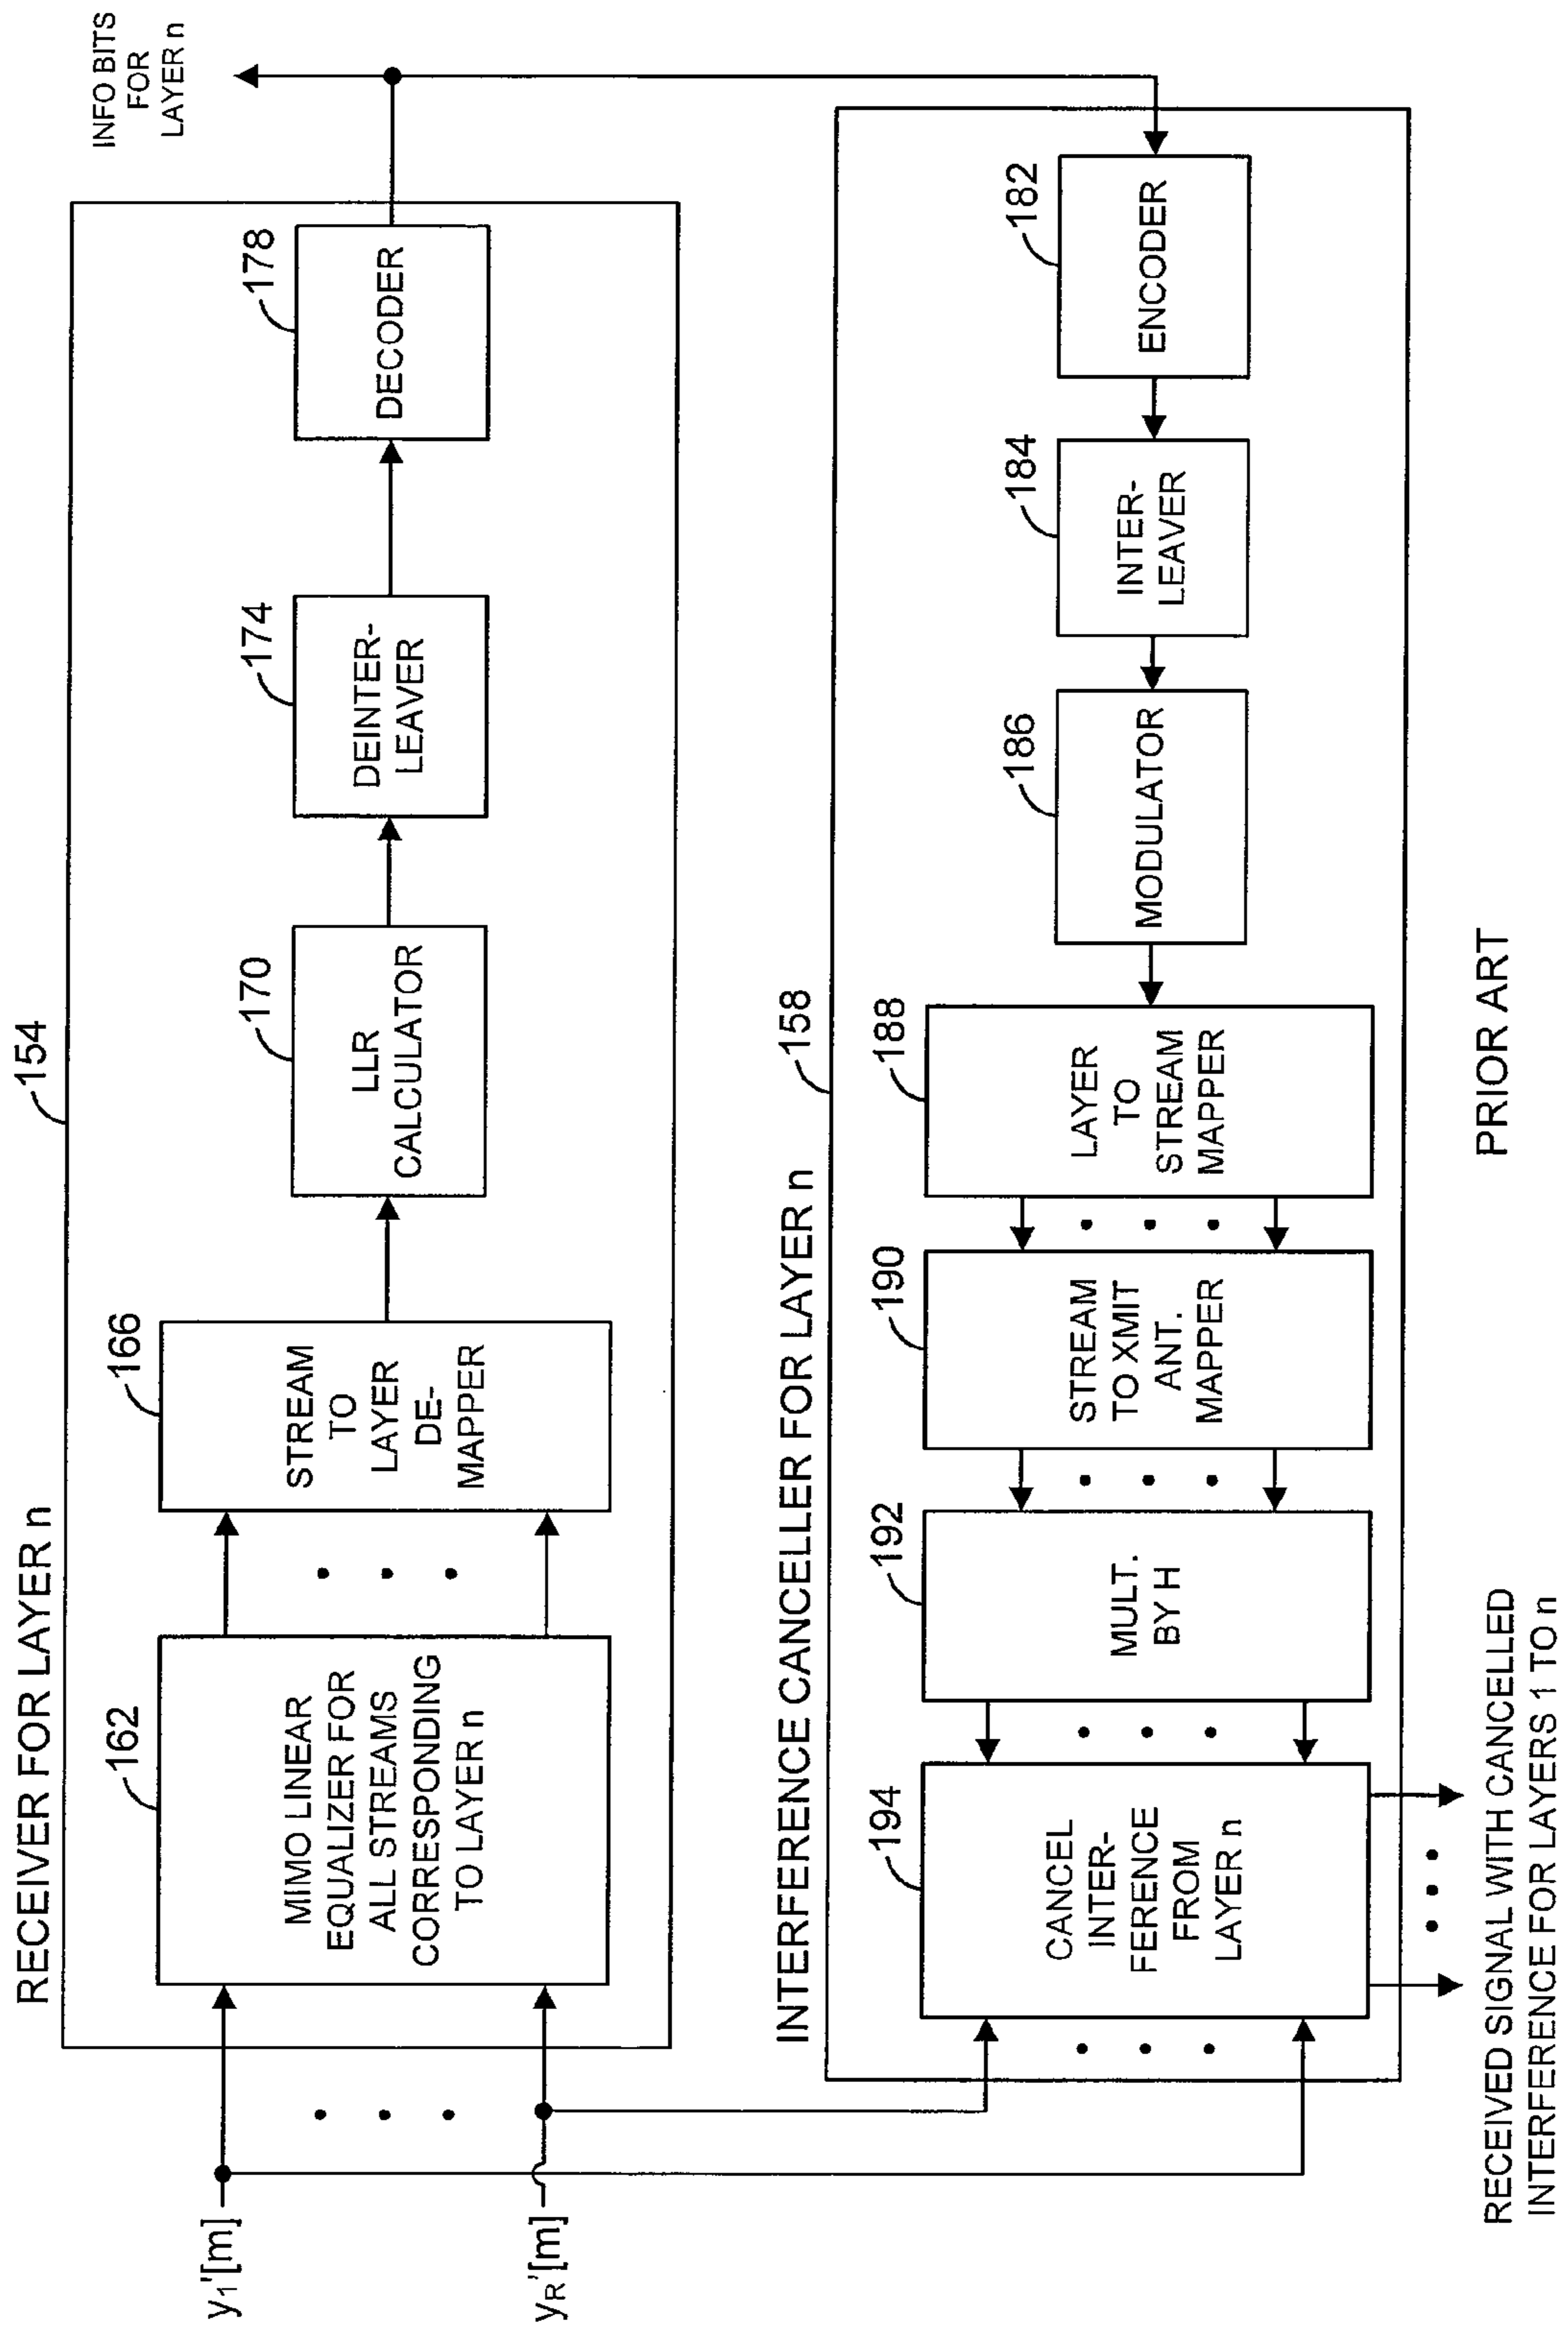 RECEIVER FOR LAYER n
154
y1'[m]
yR'[m]
162
MIMO LINEAR
EQUALIZER FOR
ALL STREAMS
CORRESPONDING
TO LAYER n
166
STREAM
TO
LAYER
DE-
MAPPER
170
LLR
CALCULATOR
174
DEINTER-
LEAVER
178
DECODER
INFO BITS
FOR
LAYER n
INTERFERENCE CANCELLER FOR LAYER n
158
194
CANCEL
INTER-
FERENCE
FROM
LAYER n
192
MULT.
BY H
190
STREAM
TO XMIT
ANT.
MAPPER
188
LAYER
TO
STREAM
MAPPER
186
MODULATOR
184
INTER-
LEAVER
182
ENCODER
RECEIVED SIGNAL WITH CANCELLED
INTERFERENCE FOR LAYERS 1 TO n
PRIOR ART